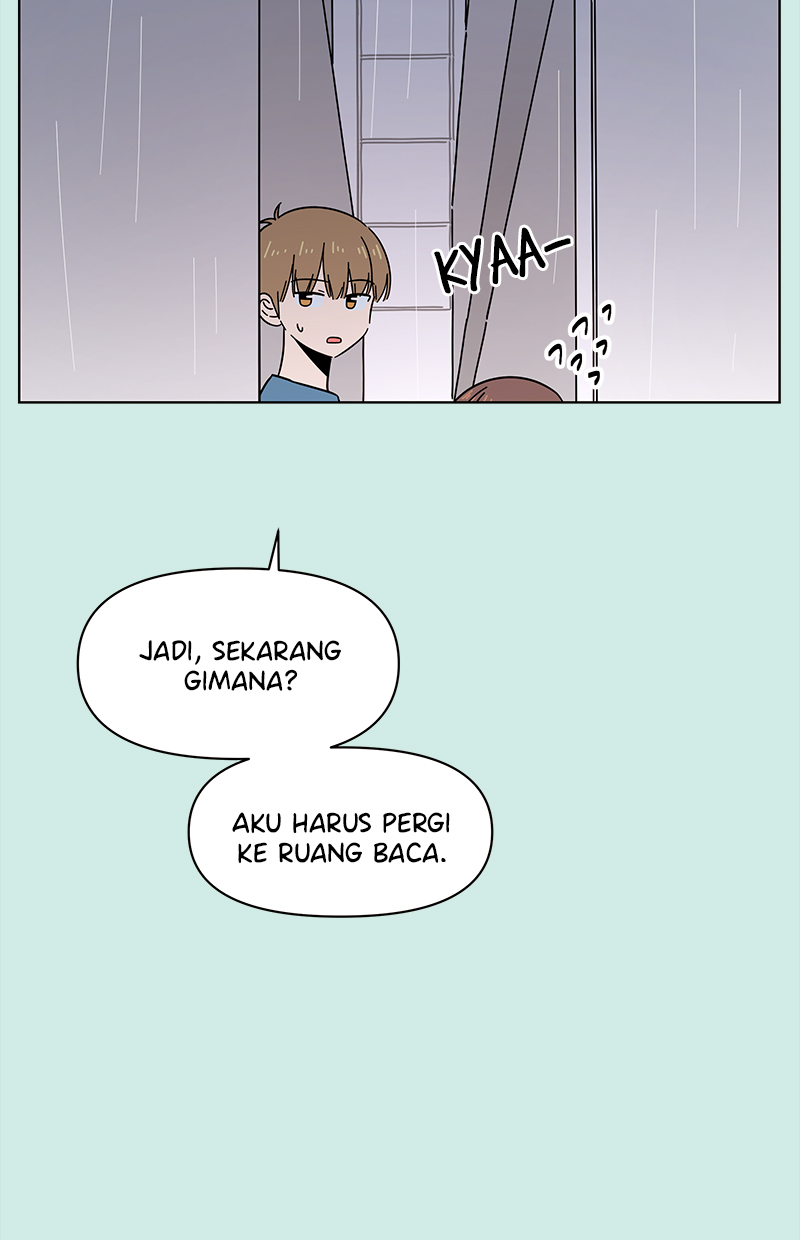 KYAA-
JADI, SEKARANG
GIMANA?
AKU HARUS PERGI
KE RUANG BACA.